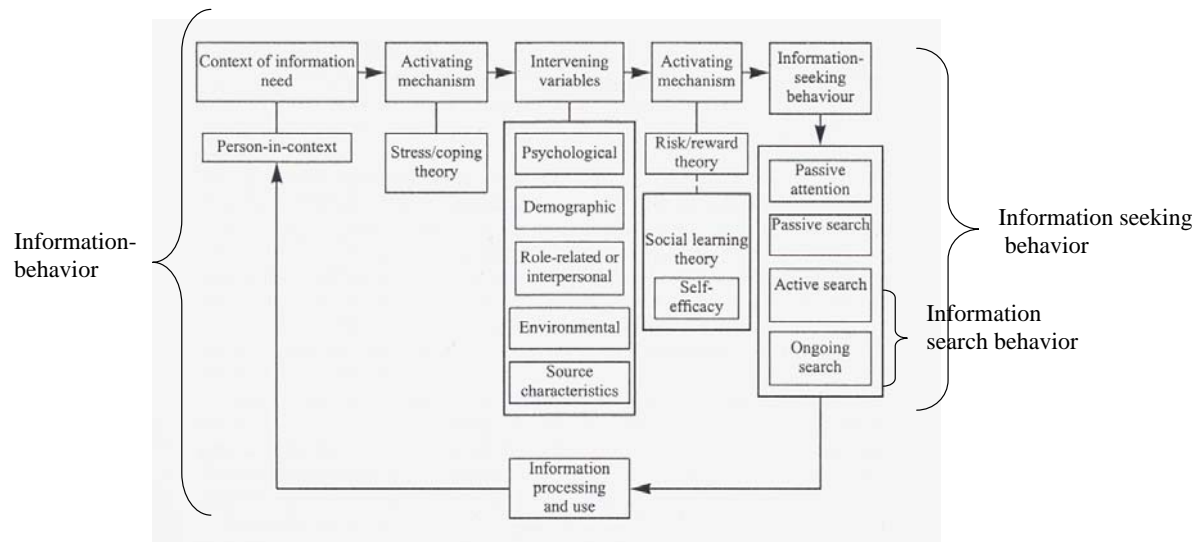 Context of information
need
Activating
mechanism
Intervening
variables
Activating
mechanism
Information-
seeking
behaviour
Person-in-context
Stress/coping
theory
Psychological
Demographic
Role-related or
interpersonal
Environmental
Source
characteristics
Risk/reward
theory
Social learning
theory
Self-
efficacy
Passive
attention
Passive search
Active search
Ongoing
search
Information
processing
and use
Information-
behavior
Information seeking
behavior
Information
search behavior